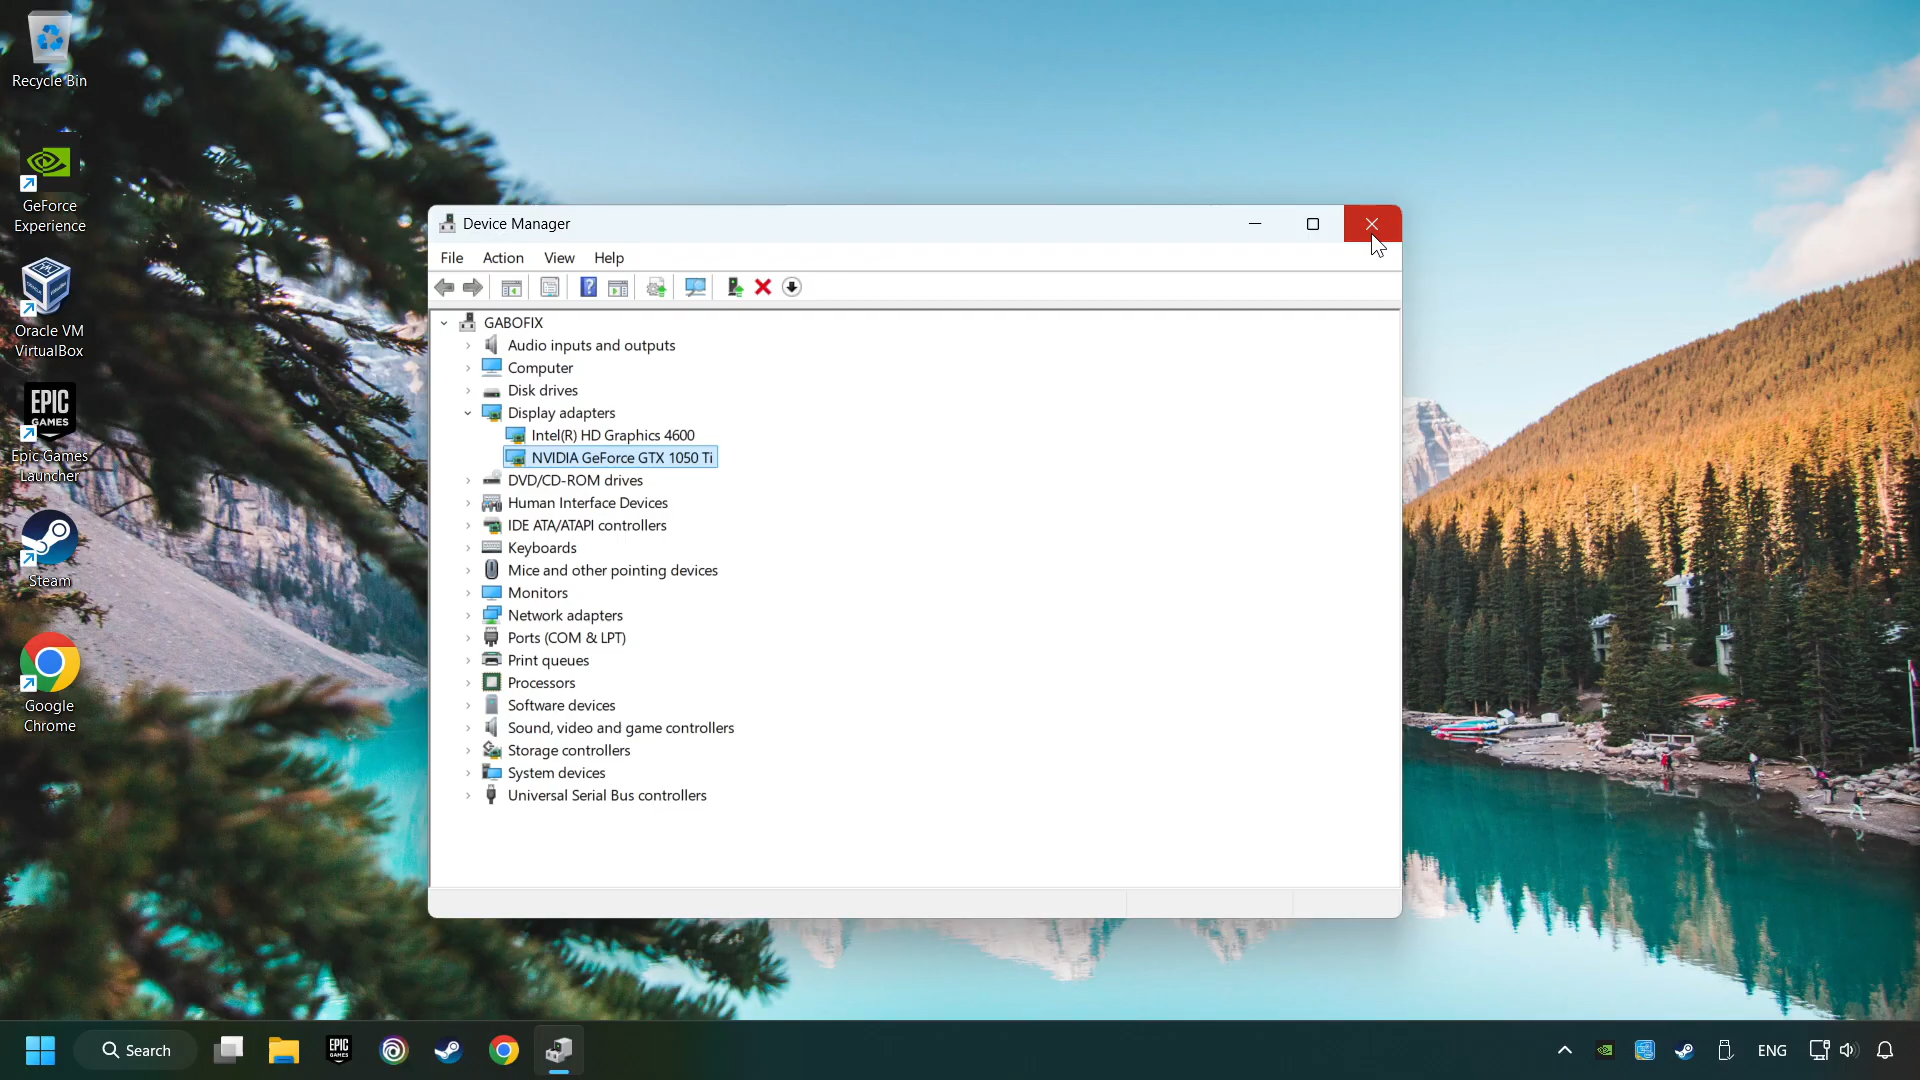 Recycle Bin
GeForce
Experience
Oracle VM
VirtualBox
EPIC
GAMES
Epic Games
Launcher
Steam
Google
Chrome
Device Manager
File Action View Help
GABOFIX
Audio inputs and outputs
Computer
Disk drives
Display adapters
Intel(R) HD Graphics 4600
NVIDIA GeForce GTX 1050 Ti
DVD/CD-ROM drives
Human Interface Devices
IDE ATA/ATAPI controllers
Keyboards
Mice and other pointing devices
Monitors
Network adapters
Ports (COM & LPT)
Print queues
Processors
Software devices
Sound, video and game controllers
Storage controllers
System devices
Universal Serial Bus controllers
Search
EPIC
GAMES
ENG